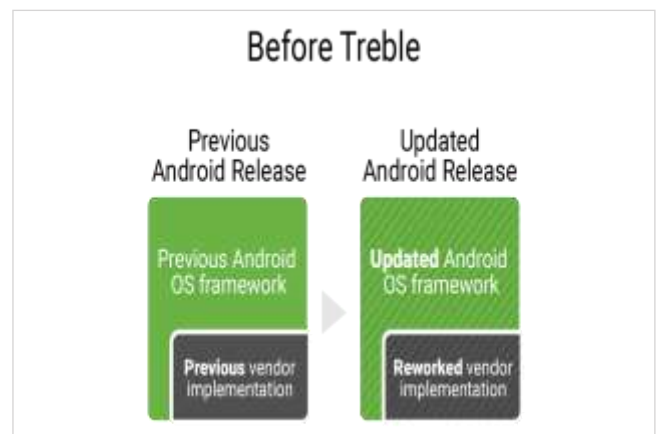 Before Treble
Previous
Android Release
Updated
Android Release
Previous Android
OS framework
Previous vendor
implementation
Updated Android
OS framework
Reworked vendor
implementation